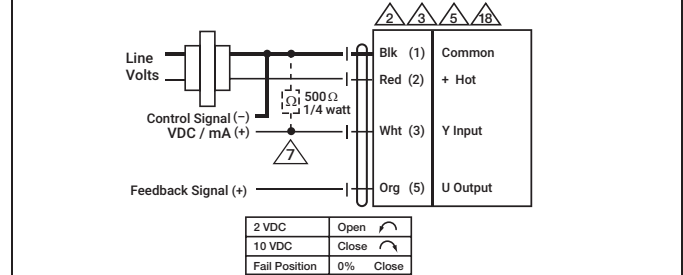 2 3 5 18
Line
Volts
Blk (1) Common
Red (2) + Hot
Ω 500 Ω
1/4 watt
Control Signal (–)
VDC / mA (+)
Wht (3) Y Input
7
Feedback Signal (+)
Org (5) U Output
2 VDC Open
10 VDC Close
Fail Position 0% Close